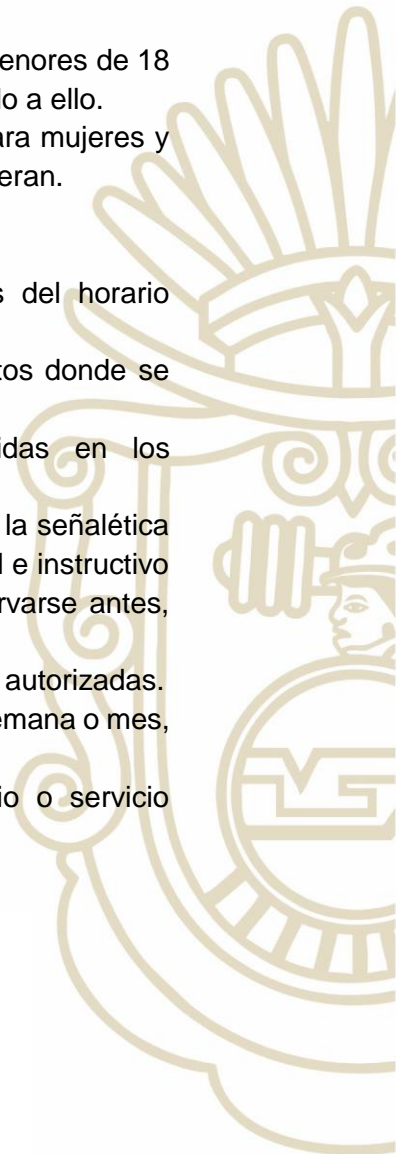 enores de 18
o a ello.
ara mujeres y
eran.
s del horario
tos donde se
idas en los
la señalética
l e instructivo
rvarse antes,
autorizadas.
emana o mes,
io o servicio